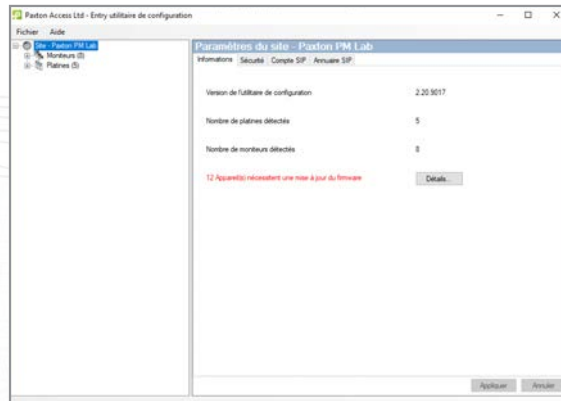 Paxton Access Ltd - Entry utilitaire de configuration
Fichier Aide
Site - Paxton PM Lab
Moniteurs (8)
Platines (5)
Paramètres du site - Paxton PM Lab
Informations Sécurité Compte SIP Annuaire SIP
Version de l'utilitaire de configuration 2.20.9017
Nombre de platines détectés 5
Nombre de moniteurs détectés 8
12 Appareil(s) nécessitent une mise à jour du firmware Détails...
Appliquer Annuler